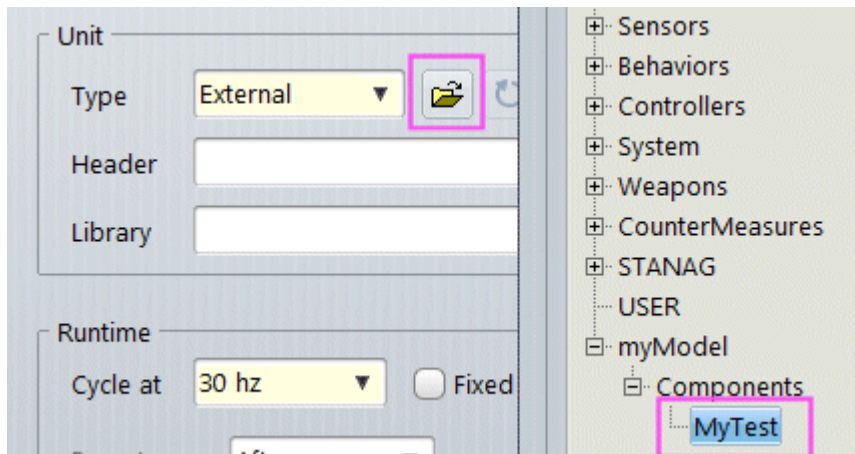 Unit
Type External
Header
Library
Runtime
Cycle at 30 hz Fixed
Sensors
Behaviors
Controllers
System
Weapons
CounterMeasures
STANAG
USER
myModel
Components
MyTest